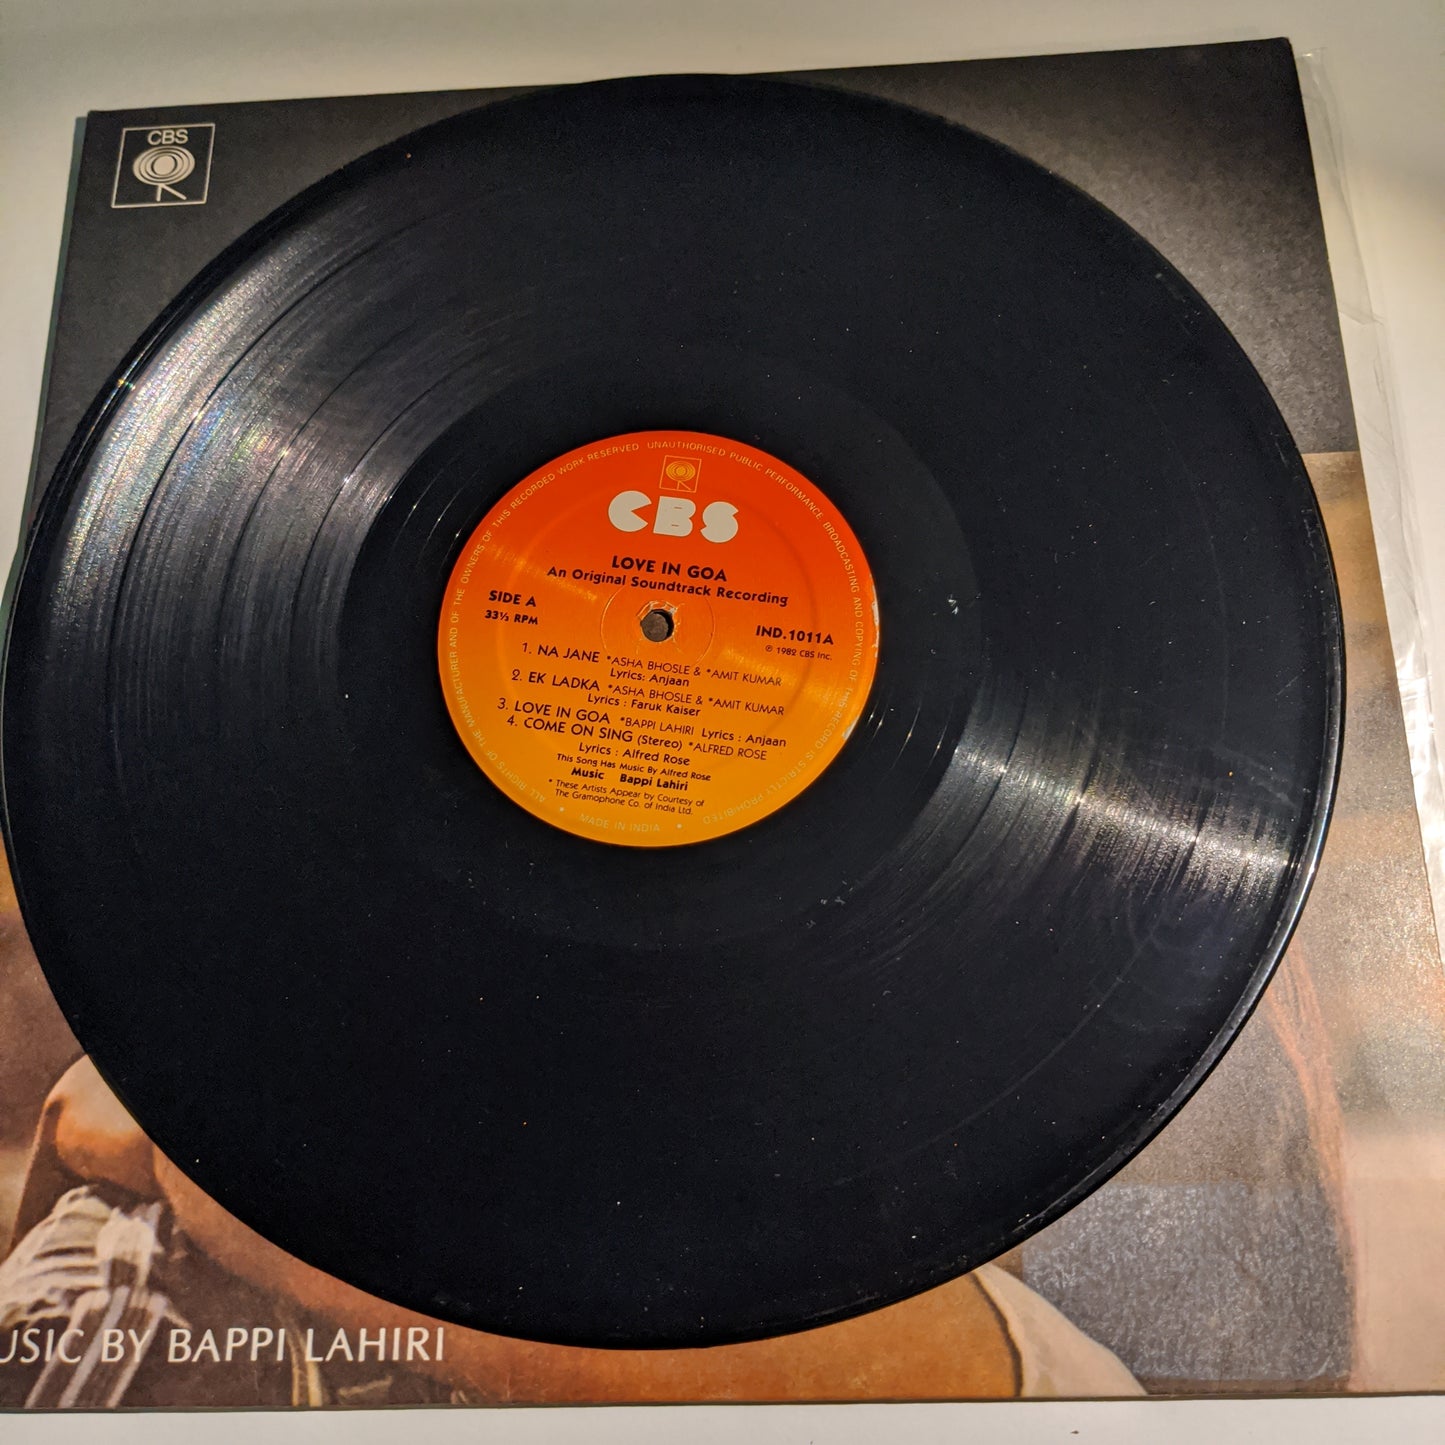 CBS
ALL RIGHTS OF THE MANUFACTURER AND OF THE OWNERS OF THIS RECORDED WORK RESERVED UNAUTHORISED PUBLIC PERFORMANCE BROADCASTING AND COPYING OF THIS RECORD IS STRICTLY PROHIBITED
CBS
LOVE IN GOA
An Original Soundtrack Recording
SIDE A
33⅓ RPM
IND.1011A
℗ 1982 CBS Inc.
1. NA JANE *ASHA BHOSLE & *AMIT KUMAR
Lyrics: Anjaan
2. EK LADKA *ASHA BHOSLE & *AMIT KUMAR
Lyrics : Faruk Kaiser
3. LOVE IN GOA *BAPPI LAHIRI Lyrics : Anjaan
4. COME ON SING (Stereo) *ALFRED ROSE
Lyrics : Alfred Rose
This Song Has Music By Alfred Rose
Music Bappi Lahiri
* These Artists Appear by Courtesy of
The Gramophone Co. of India Ltd.
• MADE IN INDIA •
USIC BY BAPPI LAHIRI